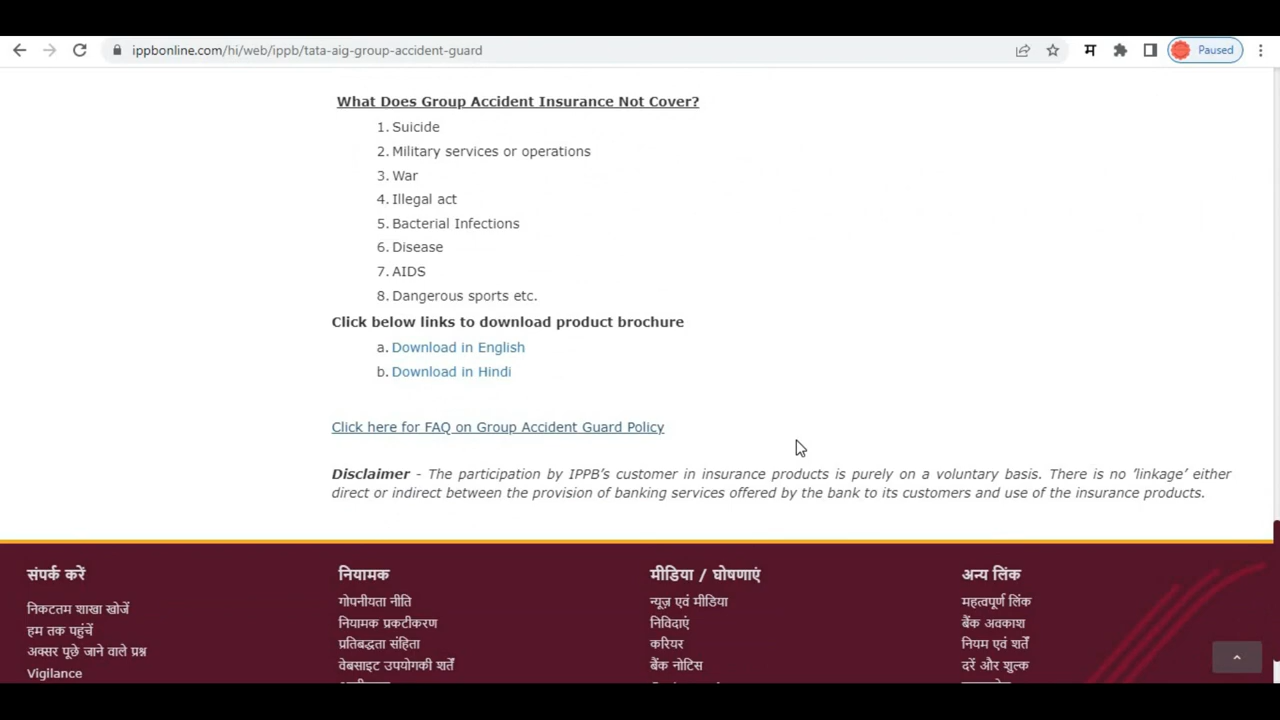 ippbonline.com/hi/web/ippb/tata-aig-group-accident-guard
म
Paused
What Does Group Accident Insurance Not Cover?
1. Suicide
2. Military services or operations
3. War
4. Illegal act
5. Bacterial Infections
6. Disease
7. AIDS
8. Dangerous sports etc.
Click below links to download product brochure
a. Download in English
b. Download in Hindi
Click here for FAQ on Group Accident Guard Policy
Disclaimer - The participation by IPPB's customer in insurance products is purely on a voluntary basis. There is no 'linkage' either
direct or indirect between the provision of banking services offered by the bank to its customers and use of the insurance products.
संपर्क करें
निकटतम शाखा खोजें
हम तक पहुंचें
अक्सर पूछे जाने वाले प्रश्न
Vigilance
नियामक
गोपनीयता नीति
नियामक प्रकटीकरण
प्रतिबद्धता संहिता
वेबसाइट उपयोगकी शर्तें
मीडिया / घोषणाएं
न्यूज़ एवं मीडिया
निविदाएं
करियर
बैंक नोटिस
अन्य लिंक
महत्वपूर्ण लिंक
बैंक अवकाश
नियम एवं शर्तें
दरें और शुल्क